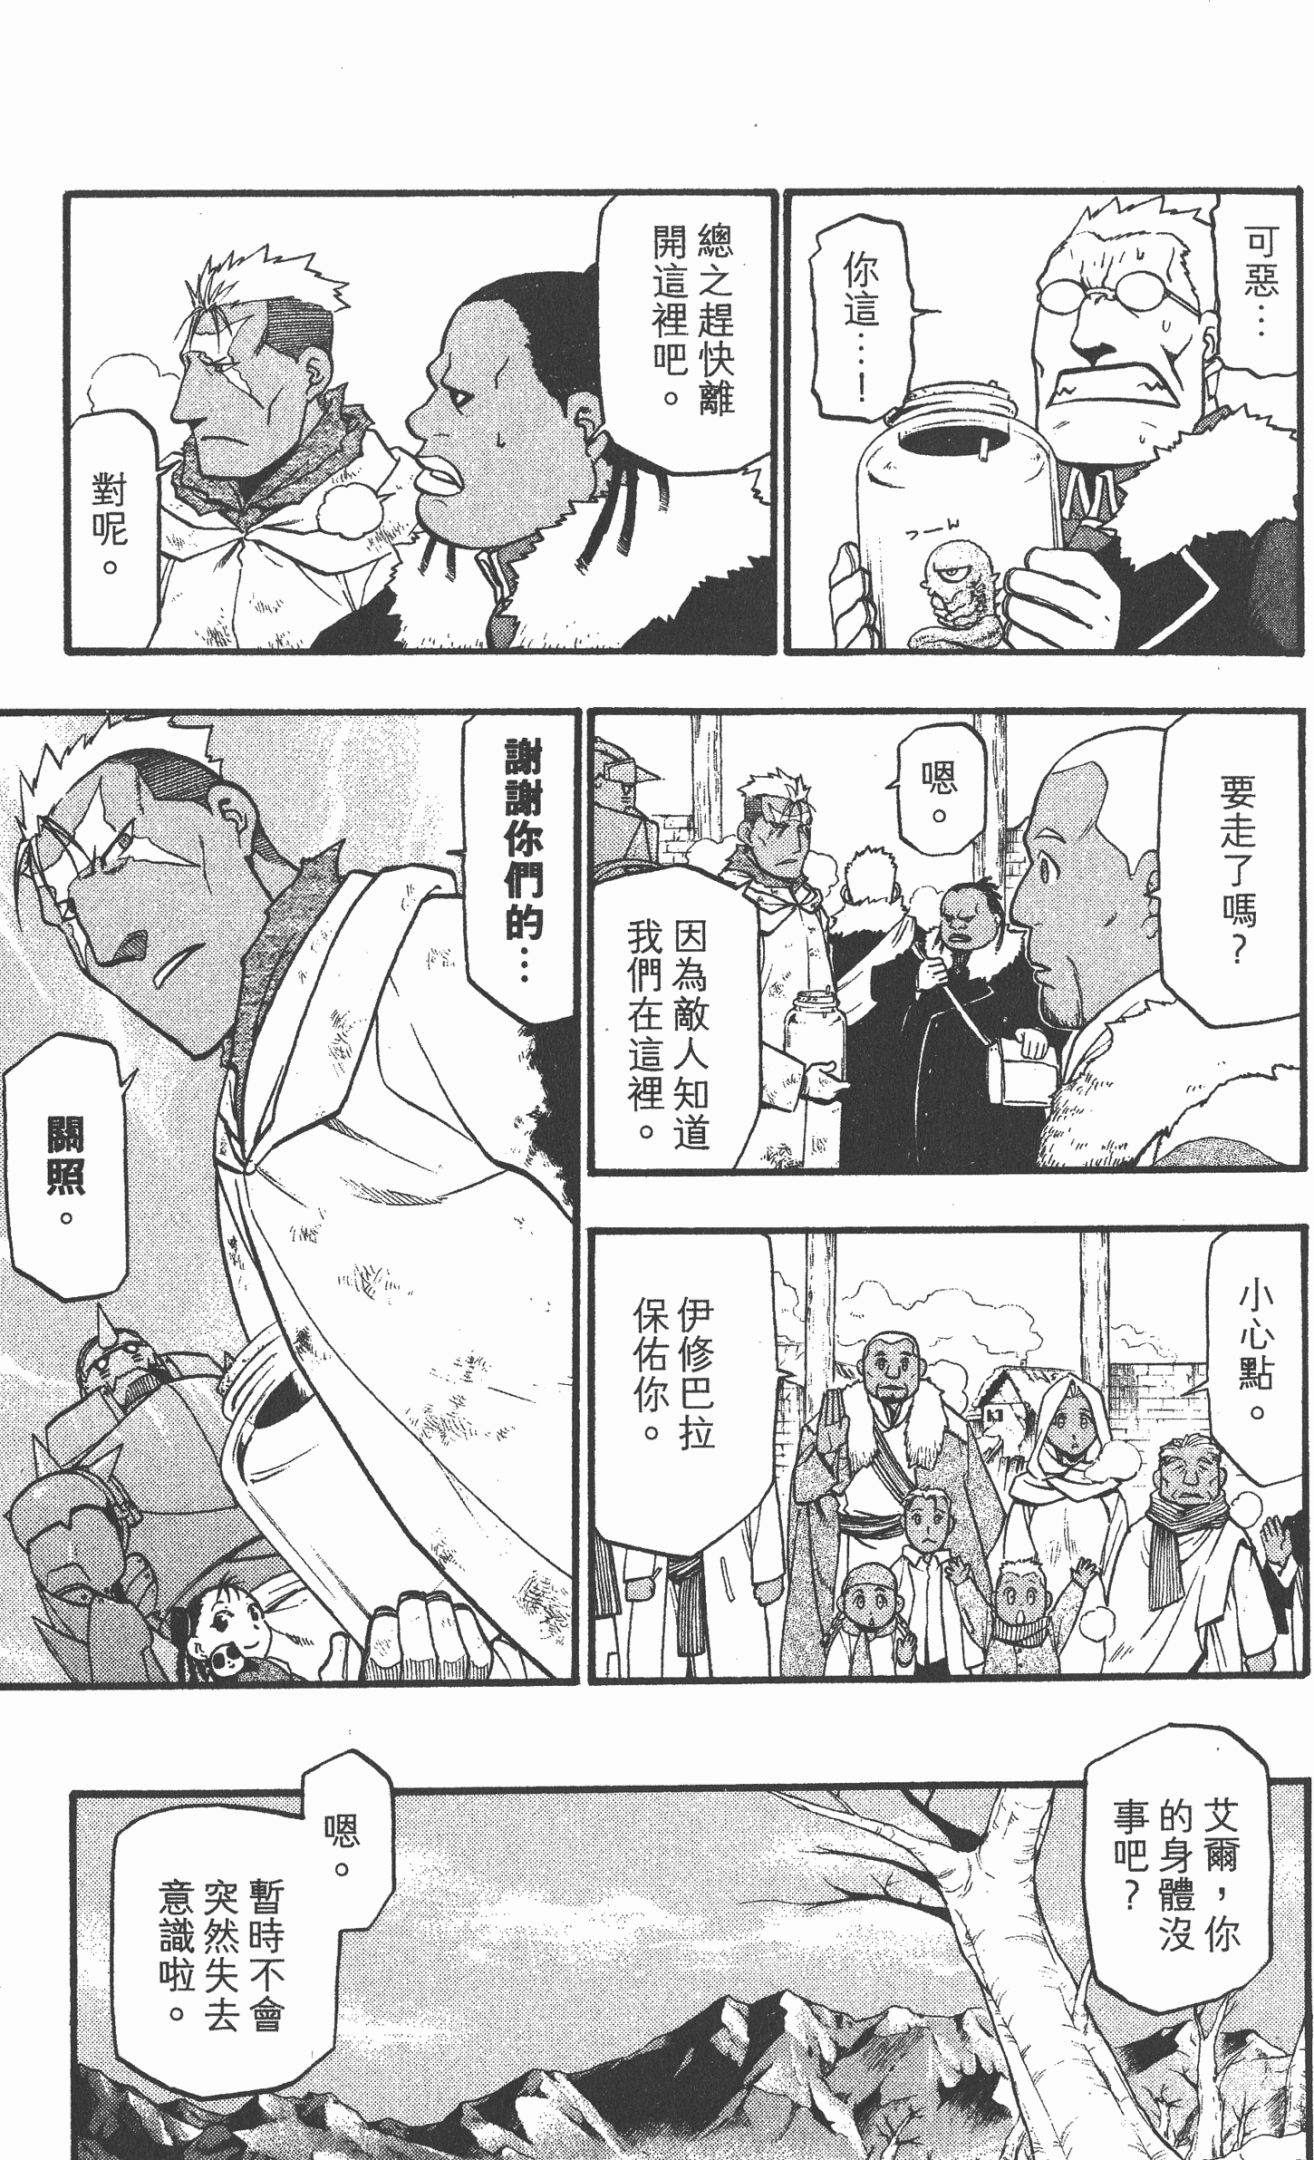 可惡⋯
你這⋯⋯!
つーん
總之趕快離
開這裡吧。
對呢。
要走了嗎?
嗯。
因為敵人知道
我們在這裡。
小心點。
伊修巴拉
保佑你。
謝謝你們的⋯
關照。
艾爾,你
的身體沒
事吧?
嗯。
暫時不會
突然失去
意識啦。